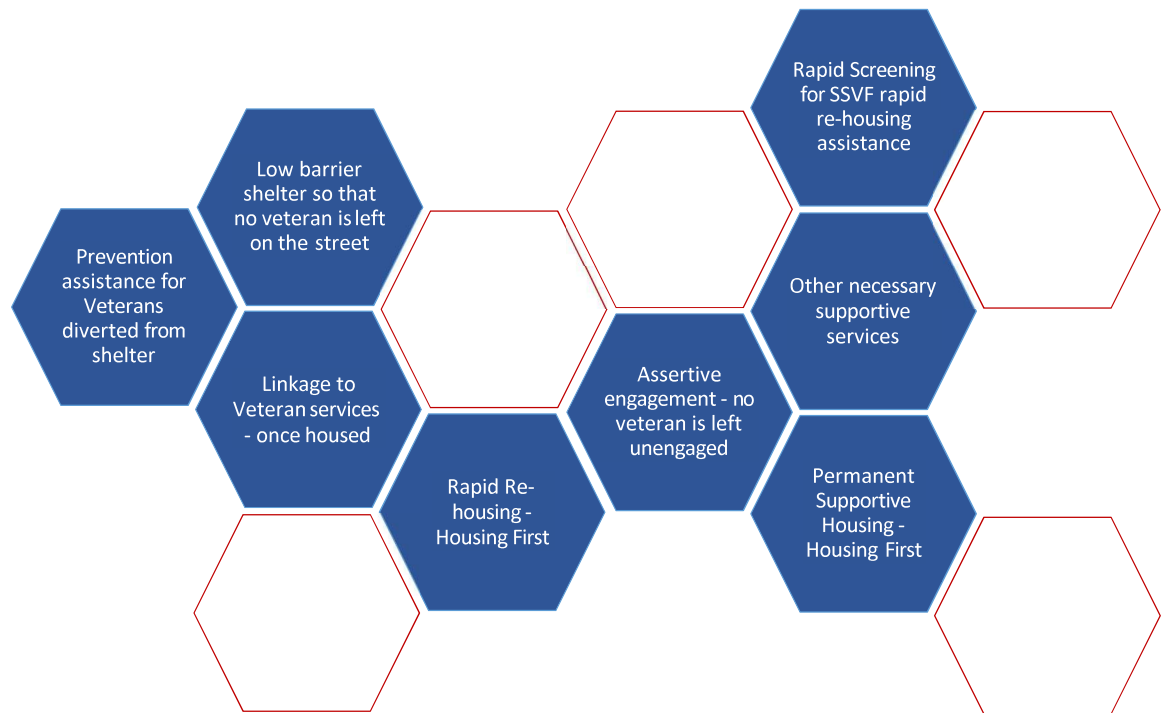 Prevention
assistance for
Veterans
diverted from
shelter
Low barrier
shelter so that
no veteran is left
on the street
Linkage to
Veteran services
- once housed
Rapid Re-
housing -
Housing First
Assertive
engagement - no
veteran is left
unengaged
Rapid Screening
for SSVF rapid
re-housing
assistance
Other necessary
supportive
services
Permanent
Supportive
Housing -
Housing First